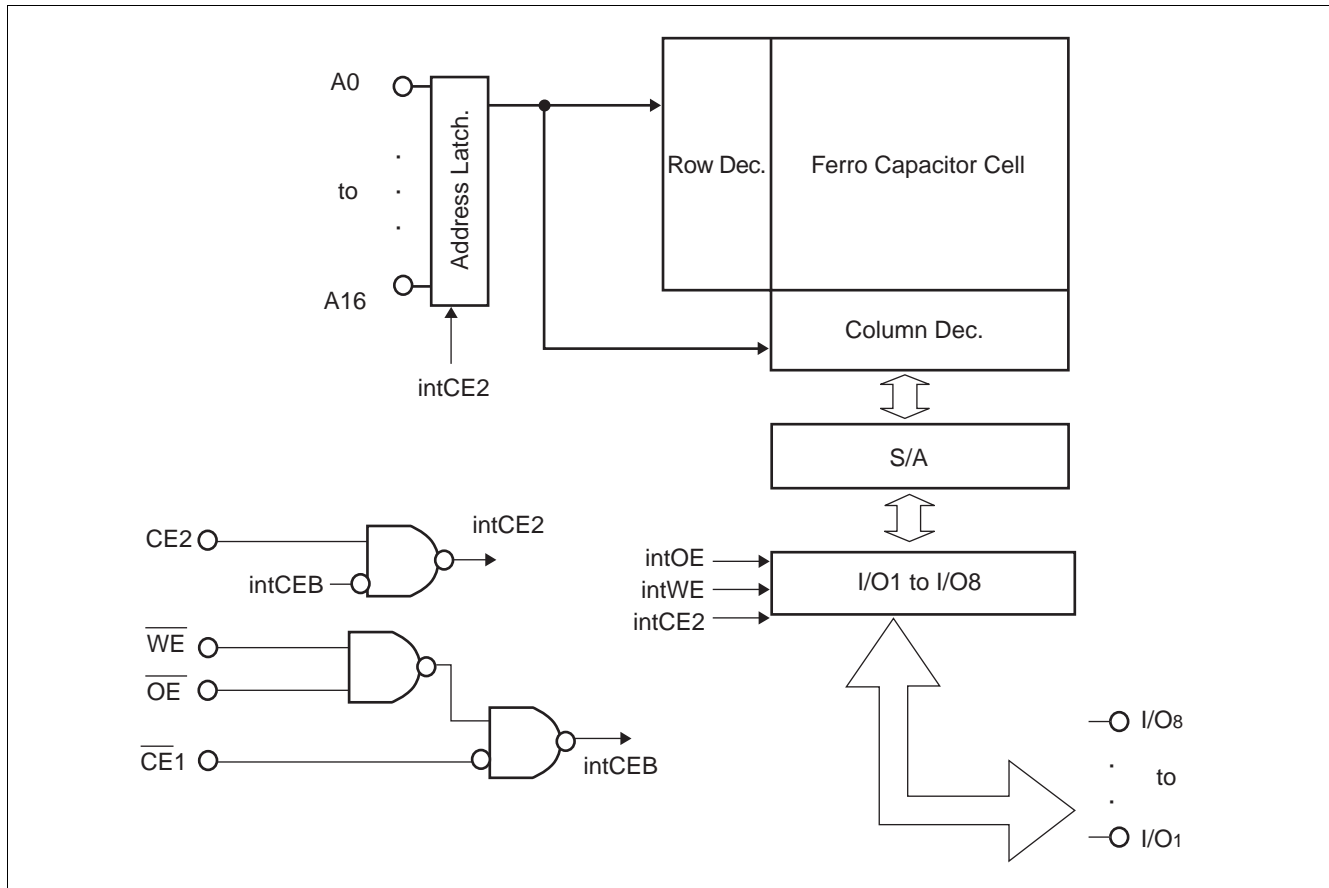 A0
to
A16
Address Latch.
intCE2
Row Dec.
Ferro Capacitor Cell
Column Dec.
S/A
intOE
intWE
intCE2
I/O1 to I/O8
CE2
intCEB
intCE2
WE
OE
CE1
intCEB
I/O8
to
I/O1